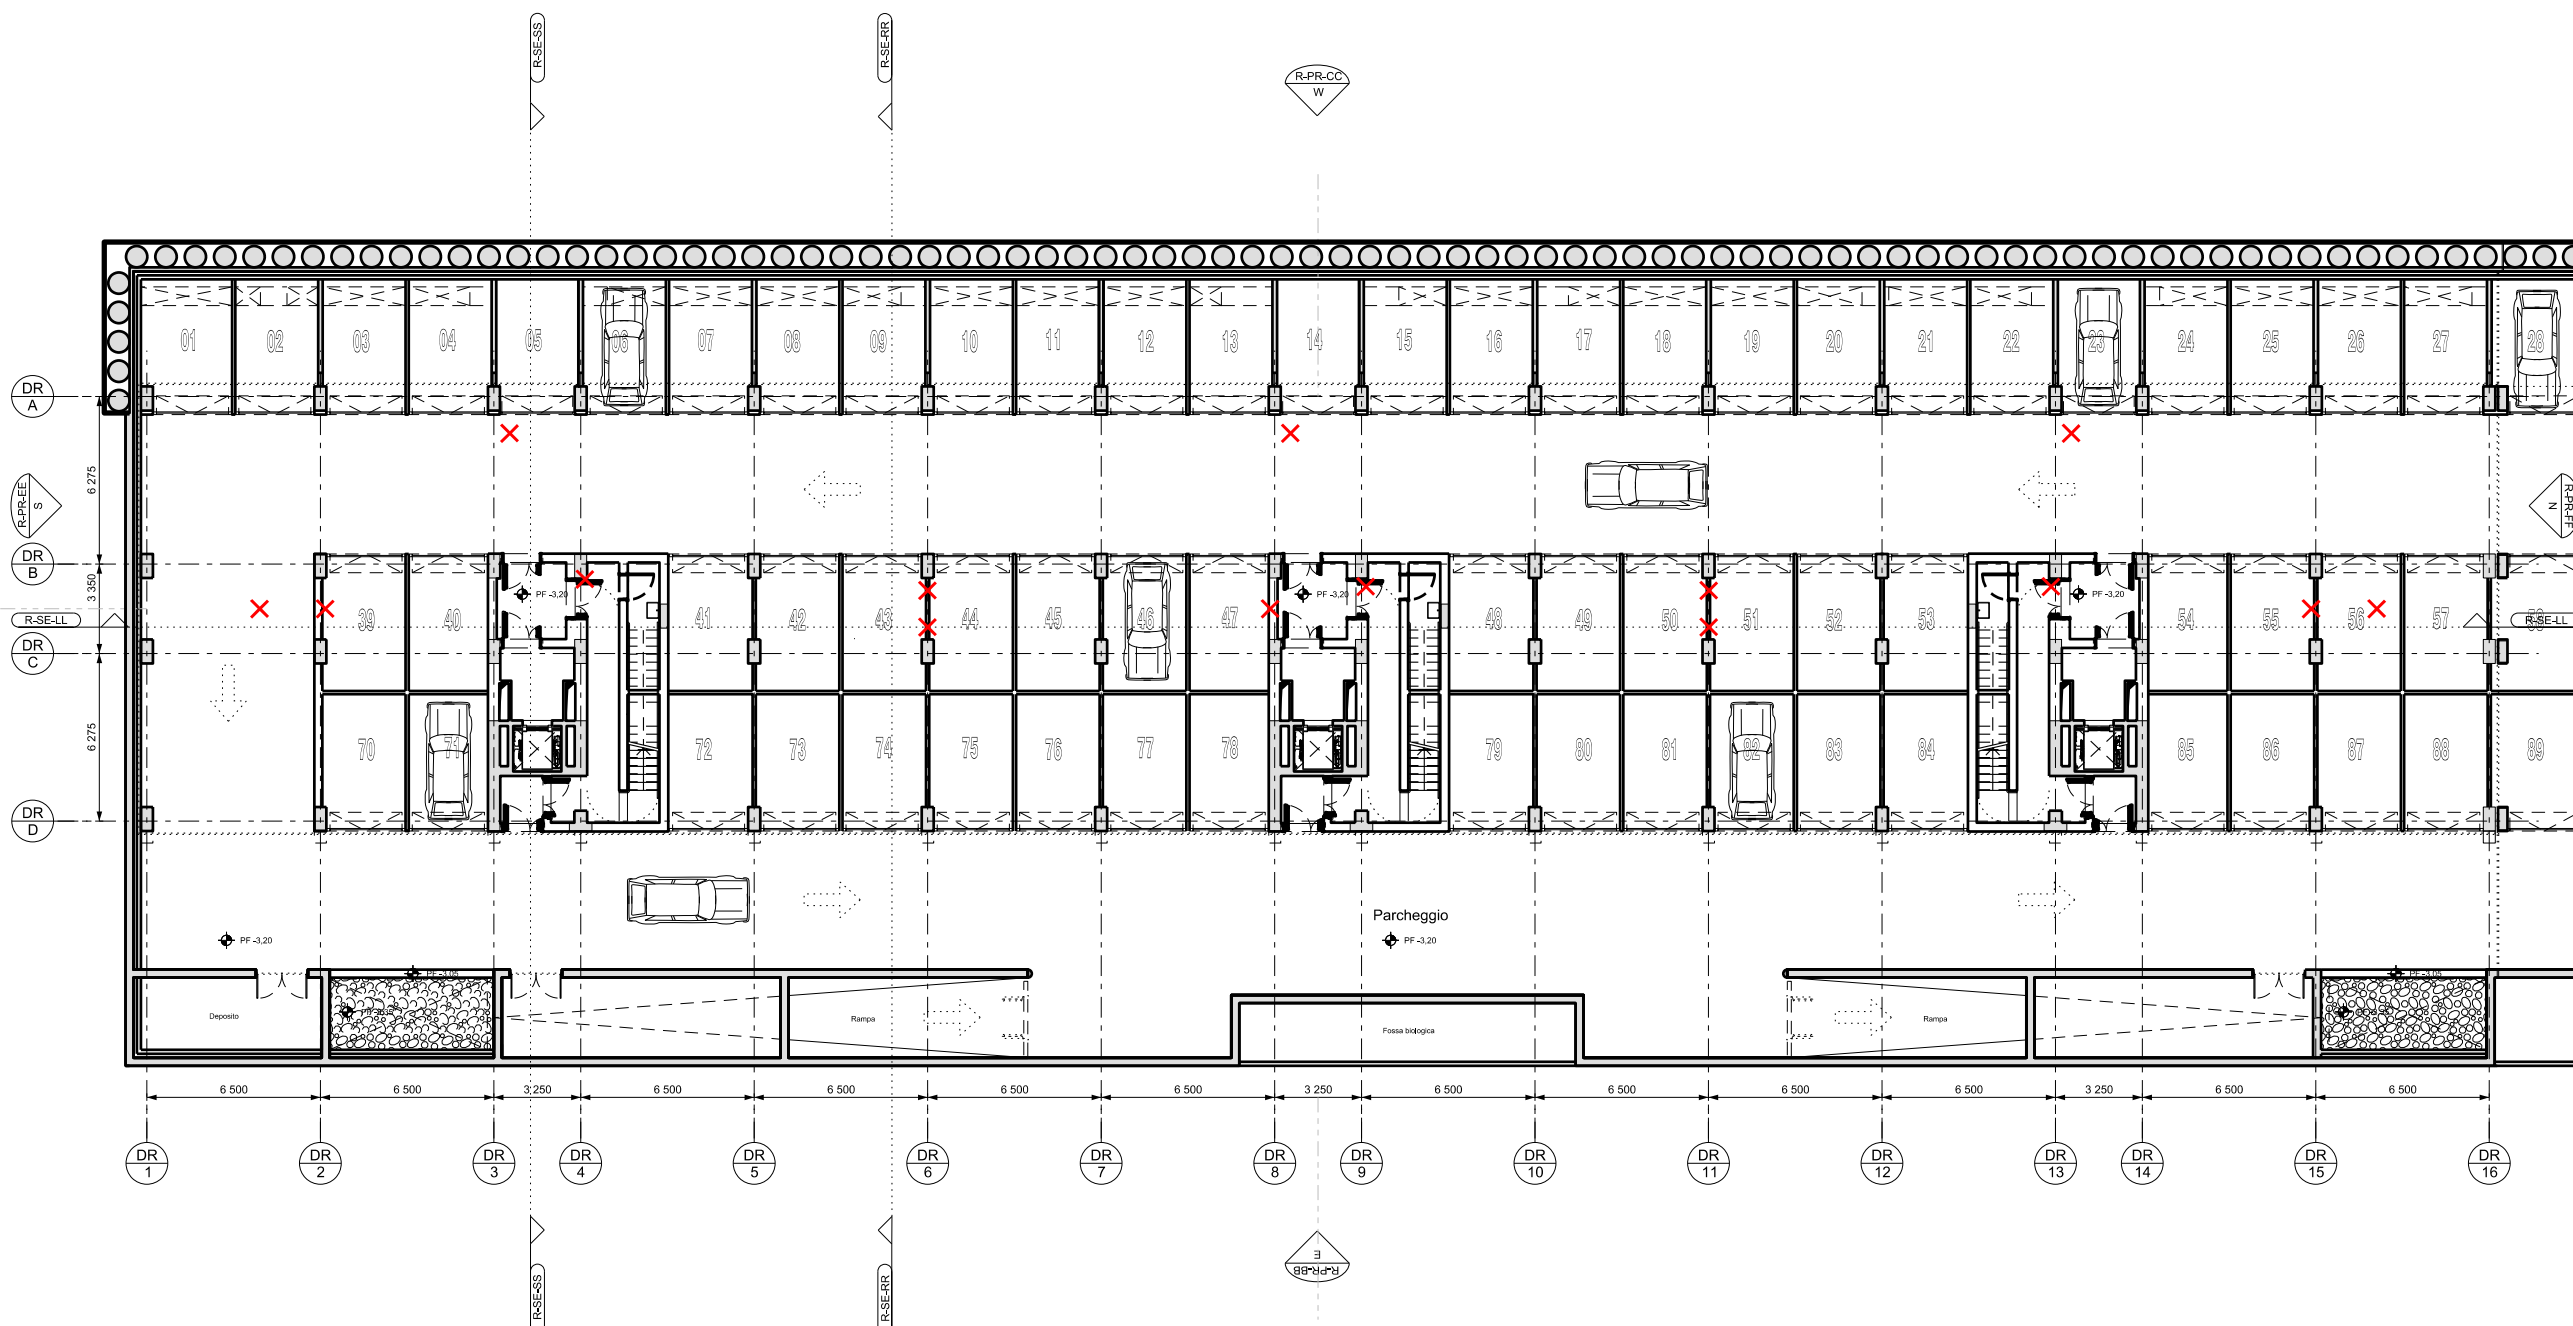 R-SE-SS
R-SE-RR
R-PR-CC
W
01 02 03 04 05 06 07 08 09 10 11 12 13 14 15 16 17 18 19 20 21 22 23 24 25 26 27 28
DR
A
6 275
R-PR-EE
S
R-PR-FF
N
DR
B
3 350
PF -3,20
PF -3,20
PF -3,20
R-SE-LL
39 40 41 42 43 44 45 46 47 48 49 50 51 52 53 54 55 56 57 58
R-SE-LL
DR
C
6 275
70 71 72 73 74 75 76 77 78 79 80 81 82 83 84 85 86 87 88 89
DR
D
Parcheggio
PF -3,20
PF -3,20
PF -3,05
PF -3,05
Deposito
Rampa
Fossa biologica
Rampa
6 500 6 500 3 250 6 500 6 500 6 500 6 500 3 250 6 500 6 500 6 500 6 500 3 250 6 500 6 500
DR DR DR DR DR DR DR DR DR DR DR DR DR DR DR DR
1 2 3 4 5 6 7 8 9 10 11 12 13 14 15 16
E
R-PR-BB
R-SE-SS
R-SE-RR